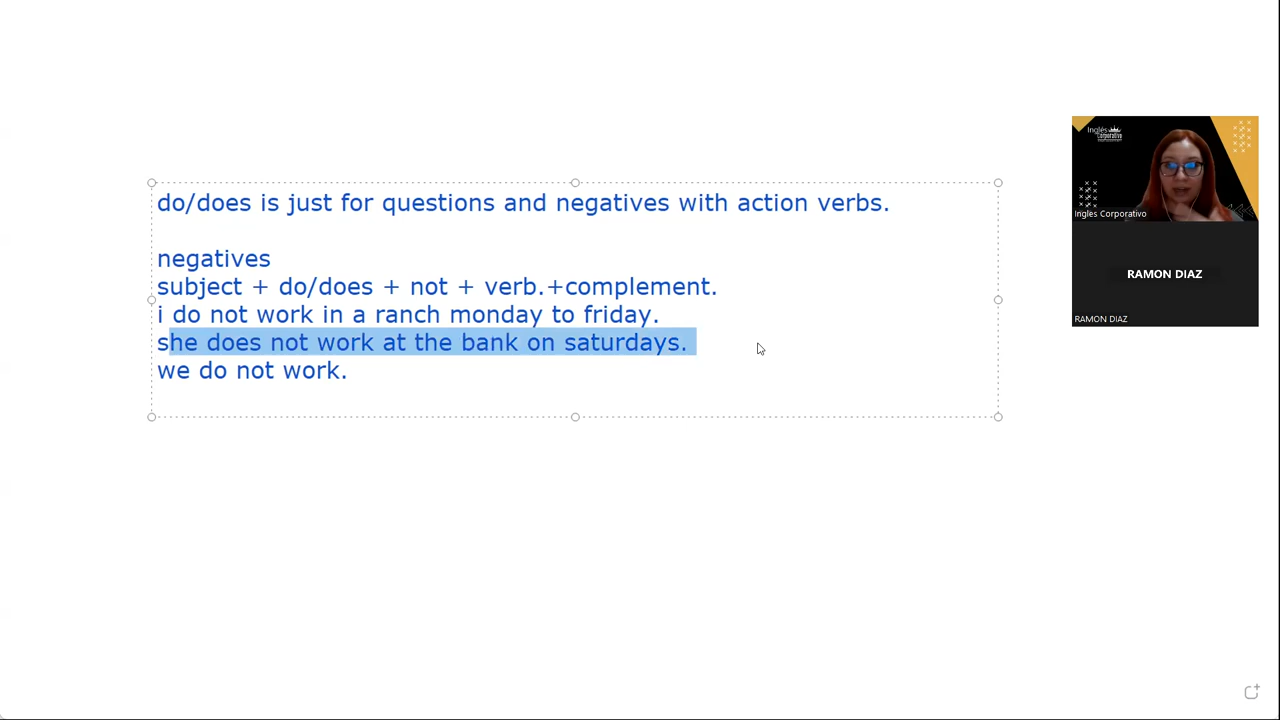 do/does is just for questions and negatives with action verbs.
negatives
subject + do/does + not + verb.+complement.
i do not work in a ranch monday to friday.
she does not work at the bank on saturdays.
we do not work.
Inglés
Corporativo
Ingles Corporativo
RAMON DIAZ
RAMON DIAZ